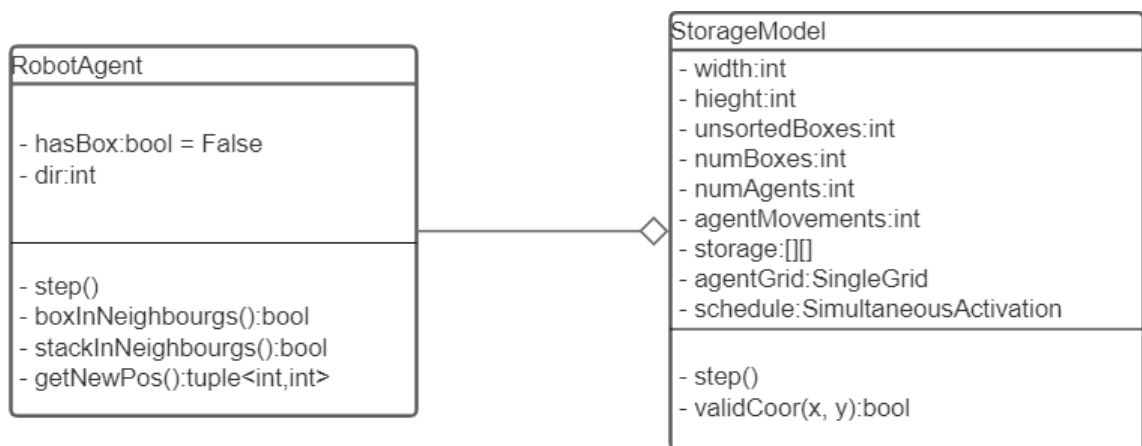 RobotAgent
- hasBox:bool = False
- dir:int
- step()
- boxInNeighbourgs():bool
- stackInNeighbourgs():bool
- getNewPos():tuple<int,int>
StorageModel
- width:int
- hieght:int
- unsortedBoxes:int
- numBoxes:int
- numAgents:int
- agentMovements:int
- storage:[][]
- agentGrid:SingleGrid
- schedule:SimultaneousActivation
- step()
- validCoor(x, y):bool